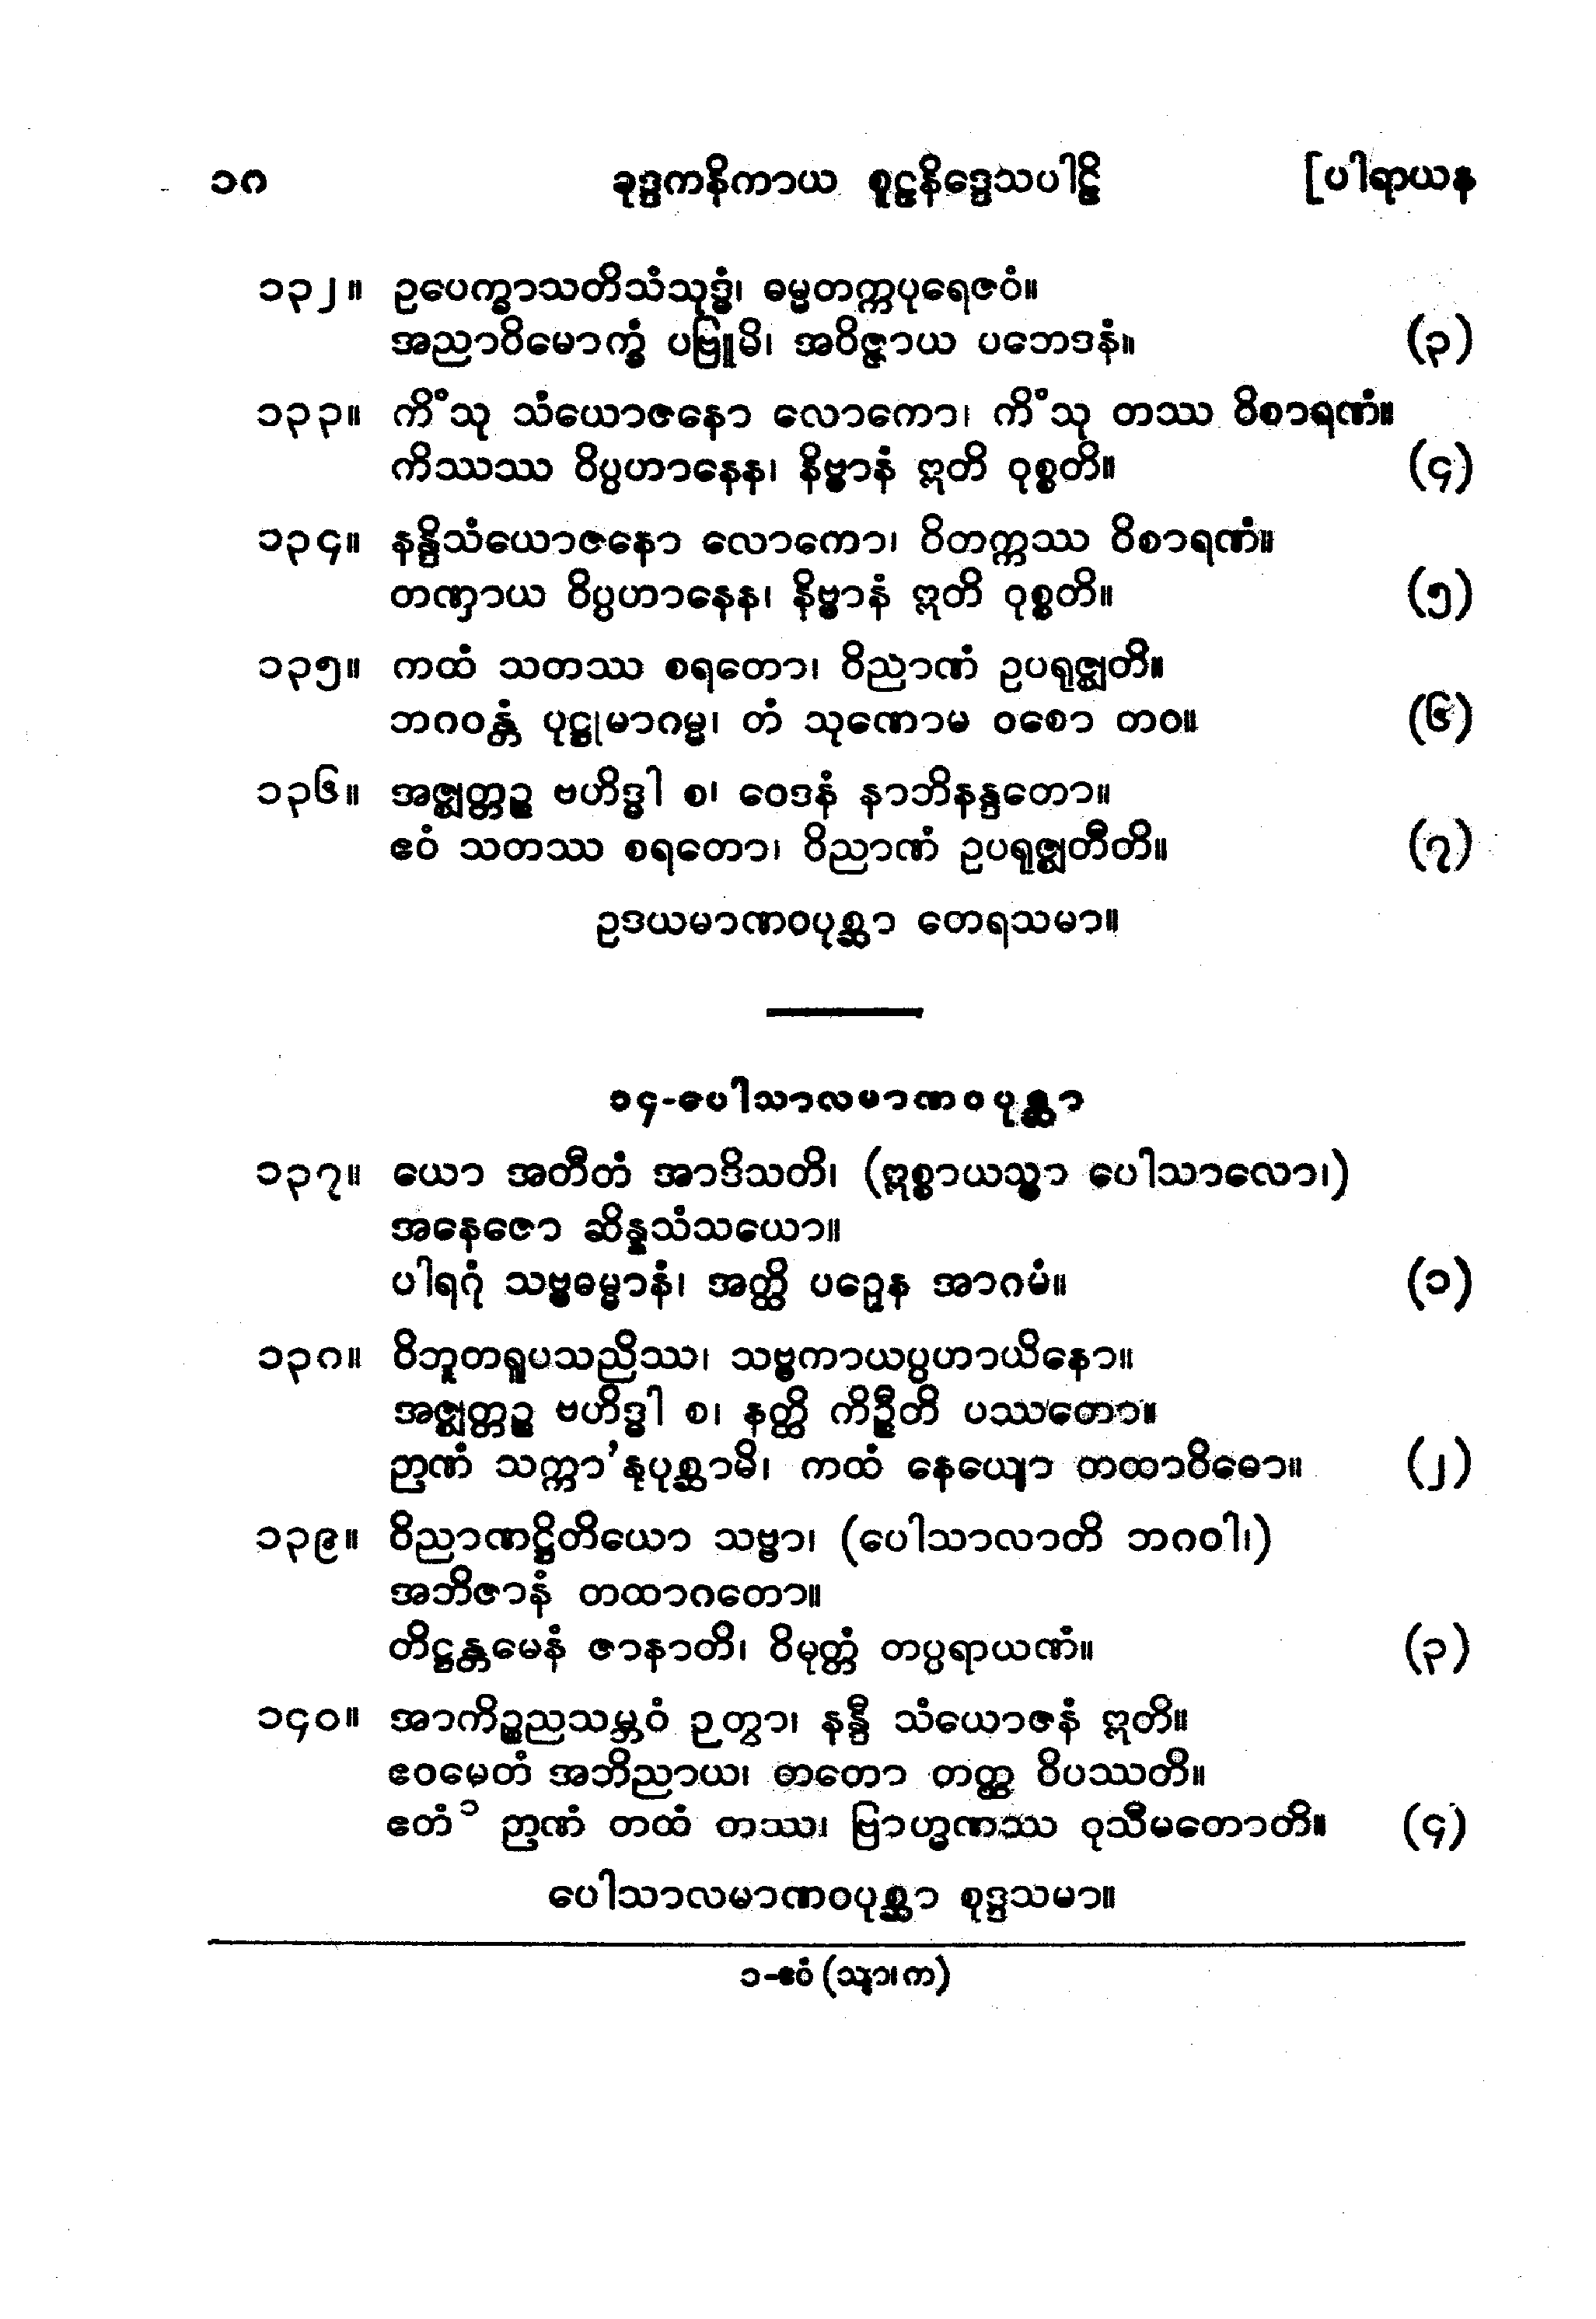 ၁၈ ခုဒ္ဒကနိကာယ စူဠနိဒ္ဒေသပါဠိ [ပါရာယန
၁၃၂။ ဥပေက္ခာသတိသံသုဒ္ဓံ၊ ဓမ္မတက္ကပုရေဇဝံ။
အညာဝိမောက္ခံ ပဗြူမိ၊ အဝိဇ္ဇာယ ပဘေဒနံ။ (၃)
၁၃၃။ ကိံသု သံယောဇနော လောကော၊ ကိံသု တဿ ဝိစာရဏံ။
ကိဿဿ ဝိပ္ပဟာနေန၊ နိဗ္ဗာနံ ဣတိ ဝုစ္စတိ။ (၄)
၁၃၄။ နန္ဒိသံယောဇနော လောကော၊ ဝိတက္ကဿ ဝိစာရဏံ။
တဏှာယ ဝိပ္ပဟာနေန၊ နိဗ္ဗာနံ ဣတိ ဝုစ္စတိ။ (၅)
၁၃၅။ ကထံ သတဿ စရတော၊ ဝိညာဏံ ဥပရုဇ္ဈတိ။
ဘဂဝန္တံ ပုဋ္ဌုမာဂမ္မ၊ တံ သုဏောမ ဝစော တဝ။ (၆)
၁၃၆။ အဇ္ဈတ္တဉ္စ ဗဟိဒ္ဓါ စ၊ ဝေဒနံ နာဘိနန္ဒတော။
ဧဝံ သတဿ စရတော၊ ဝိညာဏံ ဥပရုဇ္ဈတီတိ။ (၇)
ဥဒယမာဏဝပုစ္ဆာ တေရသမာ။
၁၄-ပေါသာလမာဏဝပုစ္ဆာ
၁၃၇။ ယော အတီတံ အာဒိသတိ၊ (ဣစ္စာယသ္မာ ပေါသာလော၊)
အနေဇော ဆိန္နသံသယော။
ပါရဂုံ သဗ္ဗဓမ္မာနံ၊ အတ္ထိ ပဉှေန အာဂမံ။ (၁)
၁၃၈။ ဝိဘူတရူပသညိဿ၊ သဗ္ဗကာယပ္ပဟာယိနော။
အဇ္ဈတ္တဉ္စ ဗဟိဒ္ဓါ စ၊ နတ္ထိ ကိဉ္စီတိ ပဿတော။
ဉာဏံ သက္ကာ’နုပုစ္ဆာမိ၊ ကထံ နေယျော တထာဝိဓော။ (၂)
၁၃၉။ ဝိညာဏဋ္ဌိတိယော သဗ္ဗာ၊ (ပေါသာလာတိ ဘဂဝါ၊)
အဘိဇာနံ တထာဂတော။
တိဋ္ဌန္တမေနံ ဇာနာတိ၊ ဝိမုတ္တံ တပ္ပရာယဏံ။ (၃)
၁၄၀။ အာကိဉ္စညသမ္ဘဝံ ဉတွာ၊ နန္ဒီ သံယောဇနံ ဣတိ။
ဧဝမေတံ အဘိညာယ၊ တတော တတ္ထ ဝိပဿတိ။
ဧတံ၁ ဉာဏံ တထံ တဿ၊ ဗြာဟ္မဏဿ ဝုသီမတောတိ။ (၄)
ပေါသာလမာဏဝပုစ္ဆာ စုဒ္ဒသမာ။
၁-ဧဝံ (သျာ၊ က)